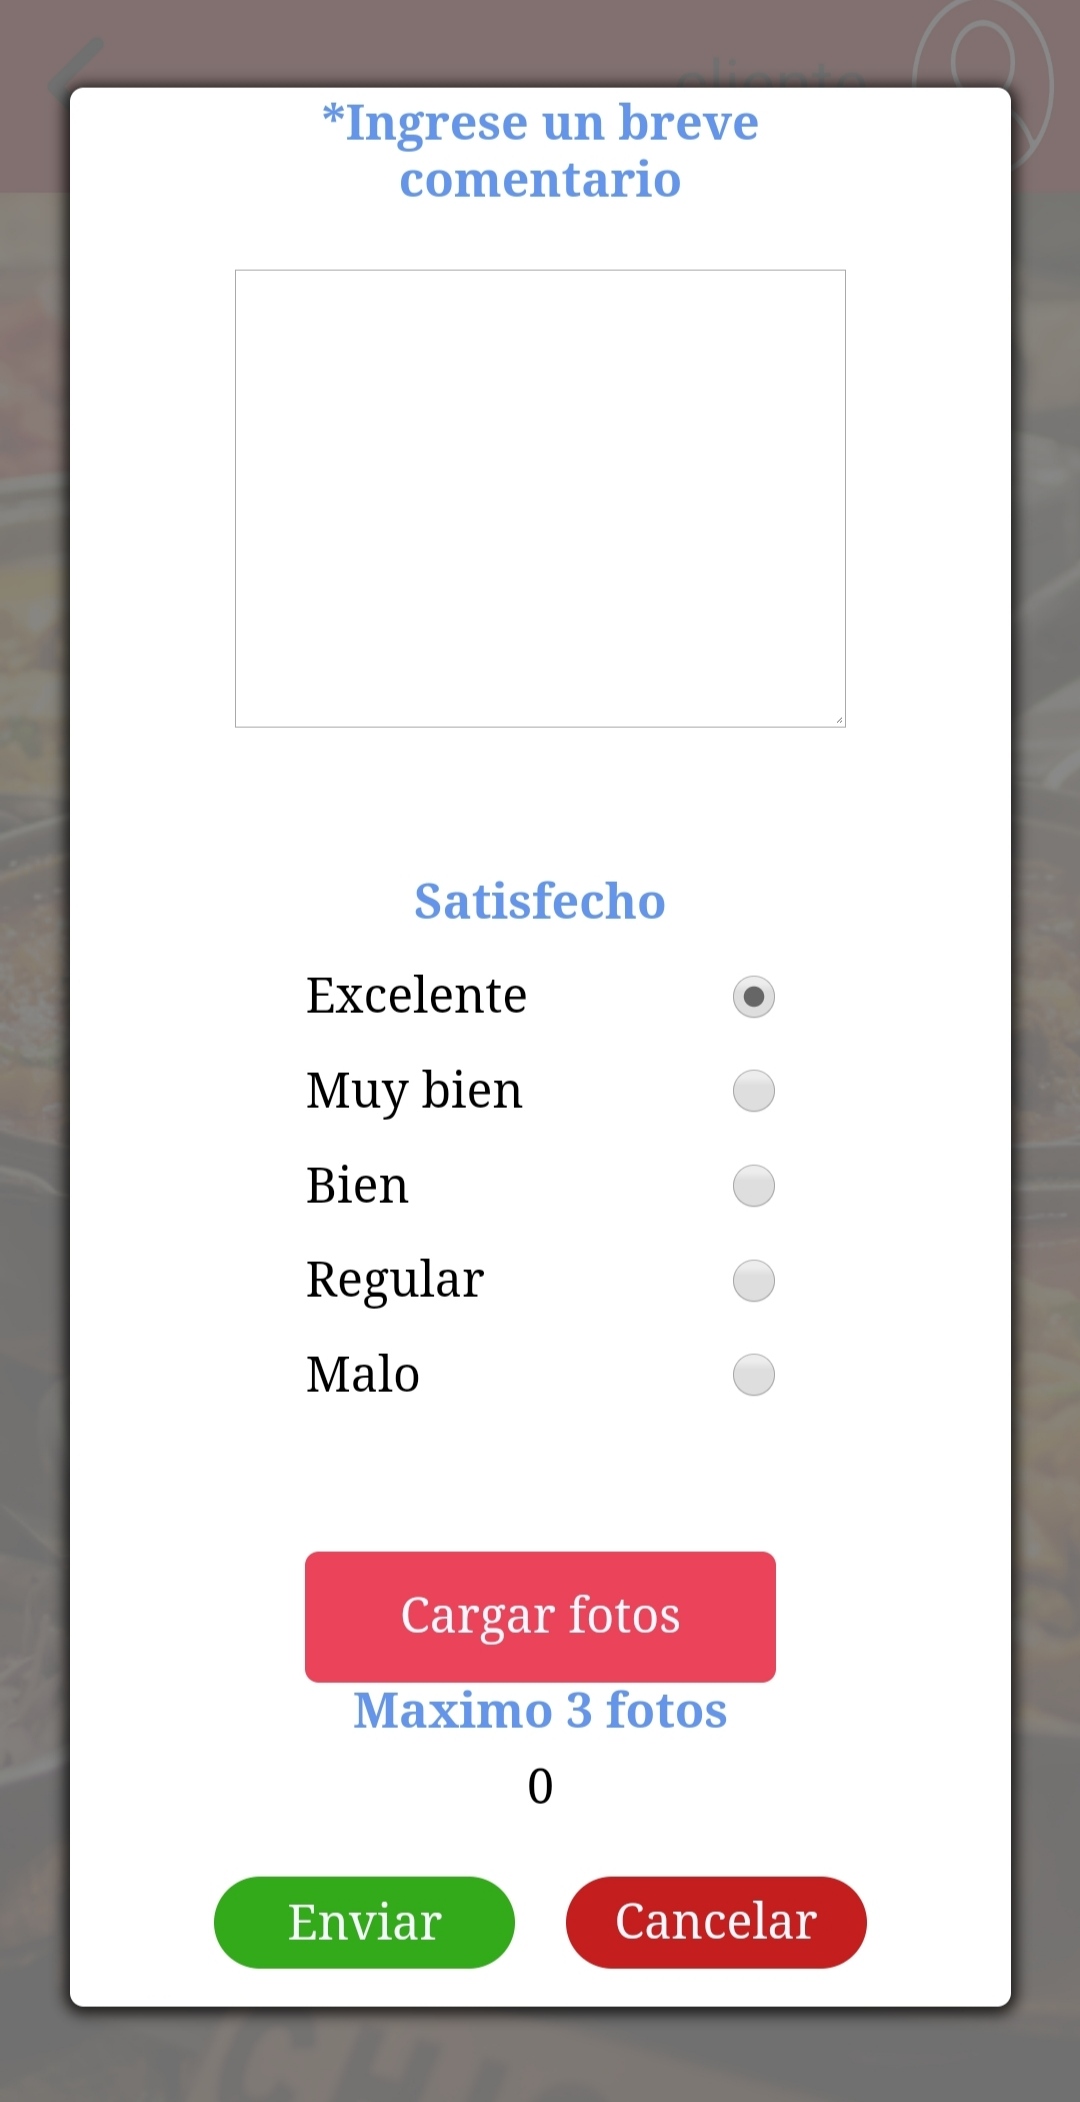 cliente
*Ingrese un breve
comentario
Satisfecho
Excelente
Muy bien
Bien
Regular
Malo
Cargar fotos
Maximo 3 fotos
0
Enviar
Cancelar